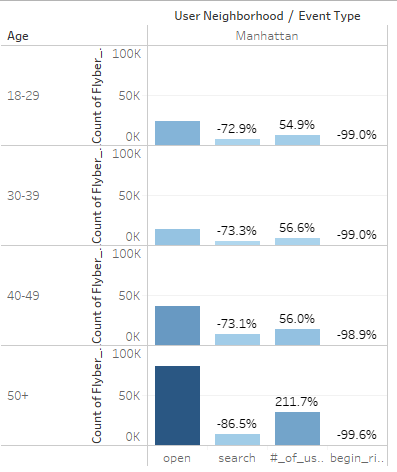 User Neighborhood / Event Type
Age
Manhattan
18-29
Count of Flyber_..
100K
50K
0K
-72.9%
54.9%
-99.0%
30-39
Count of Flyber_..
100K
50K
0K
-73.3%
56.6%
-99.0%
40-49
Count of Flyber_..
100K
50K
0K
-73.1%
56.0%
-98.9%
50+
Count of Flyber_..
100K
50K
0K
-86.5%
211.7%
-99.6%
open
search
#_of_us..
begin_ri..